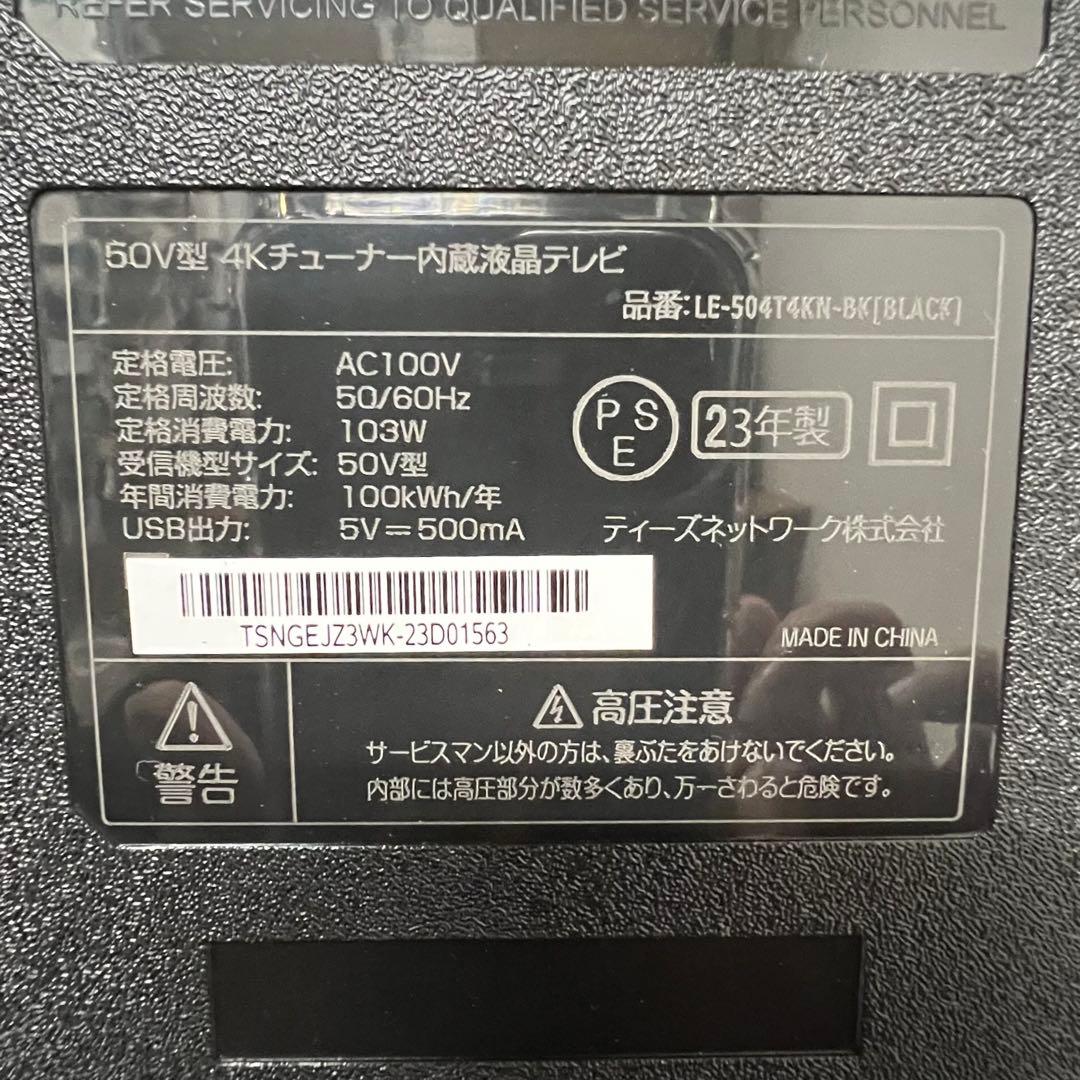 REFER SERVICING TO QUALIFIED SERVICE PERSONNEL
50V型 4Kチューナー内蔵液晶テレビ
品番:LE-504T4KN-BK[BLACK]
定格電圧: AC100V
定格周波数: 50/60Hz
定格消費電力: 103W
受信機型サイズ: 50V型
年間消費電力: 100kWh/年
USB出力: 5V=500mA
PSE
23年製
ティーズネットワーク株式会社
TSNGEJZ3WK-23D01563
MADE IN CHINA
警告
高圧注意
サービスマン以外の方は、裏ぶたをあけないでください。
内部には高圧部分が数多くあり、万一さわると危険です。